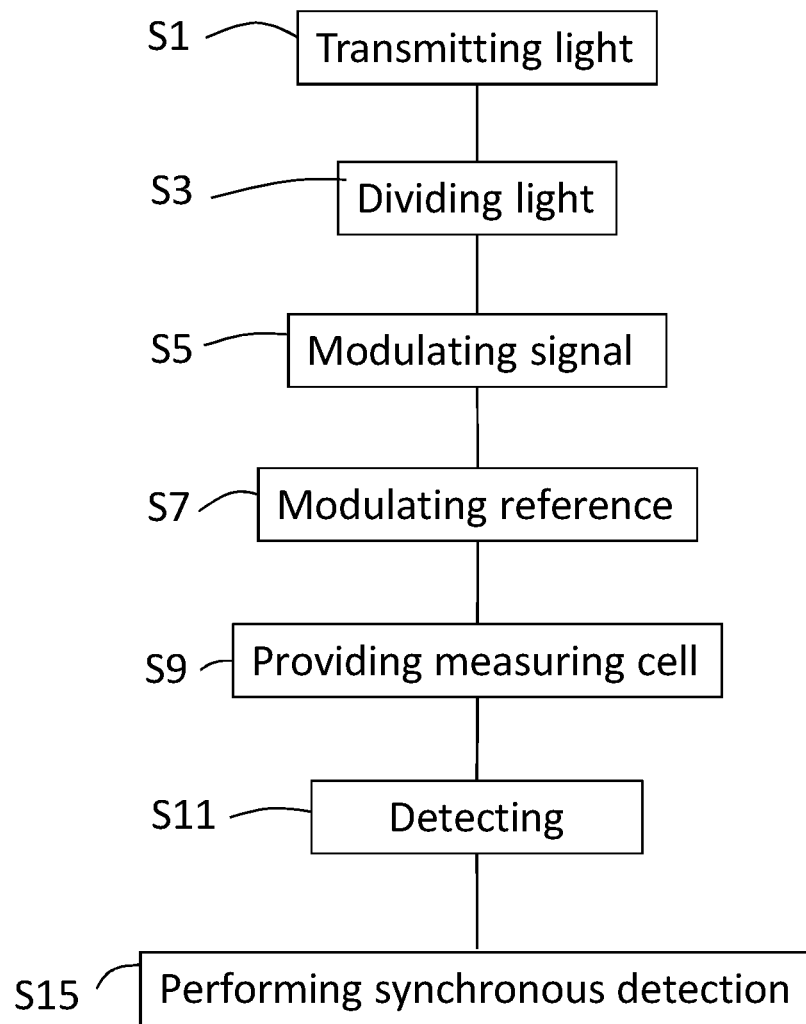 S1 Transmitting light
S3 Dividing light
S5 Modulating signal
S7 Modulating reference
S9 Providing measuring cell
S11 Detecting
S15 Performing synchronous detection